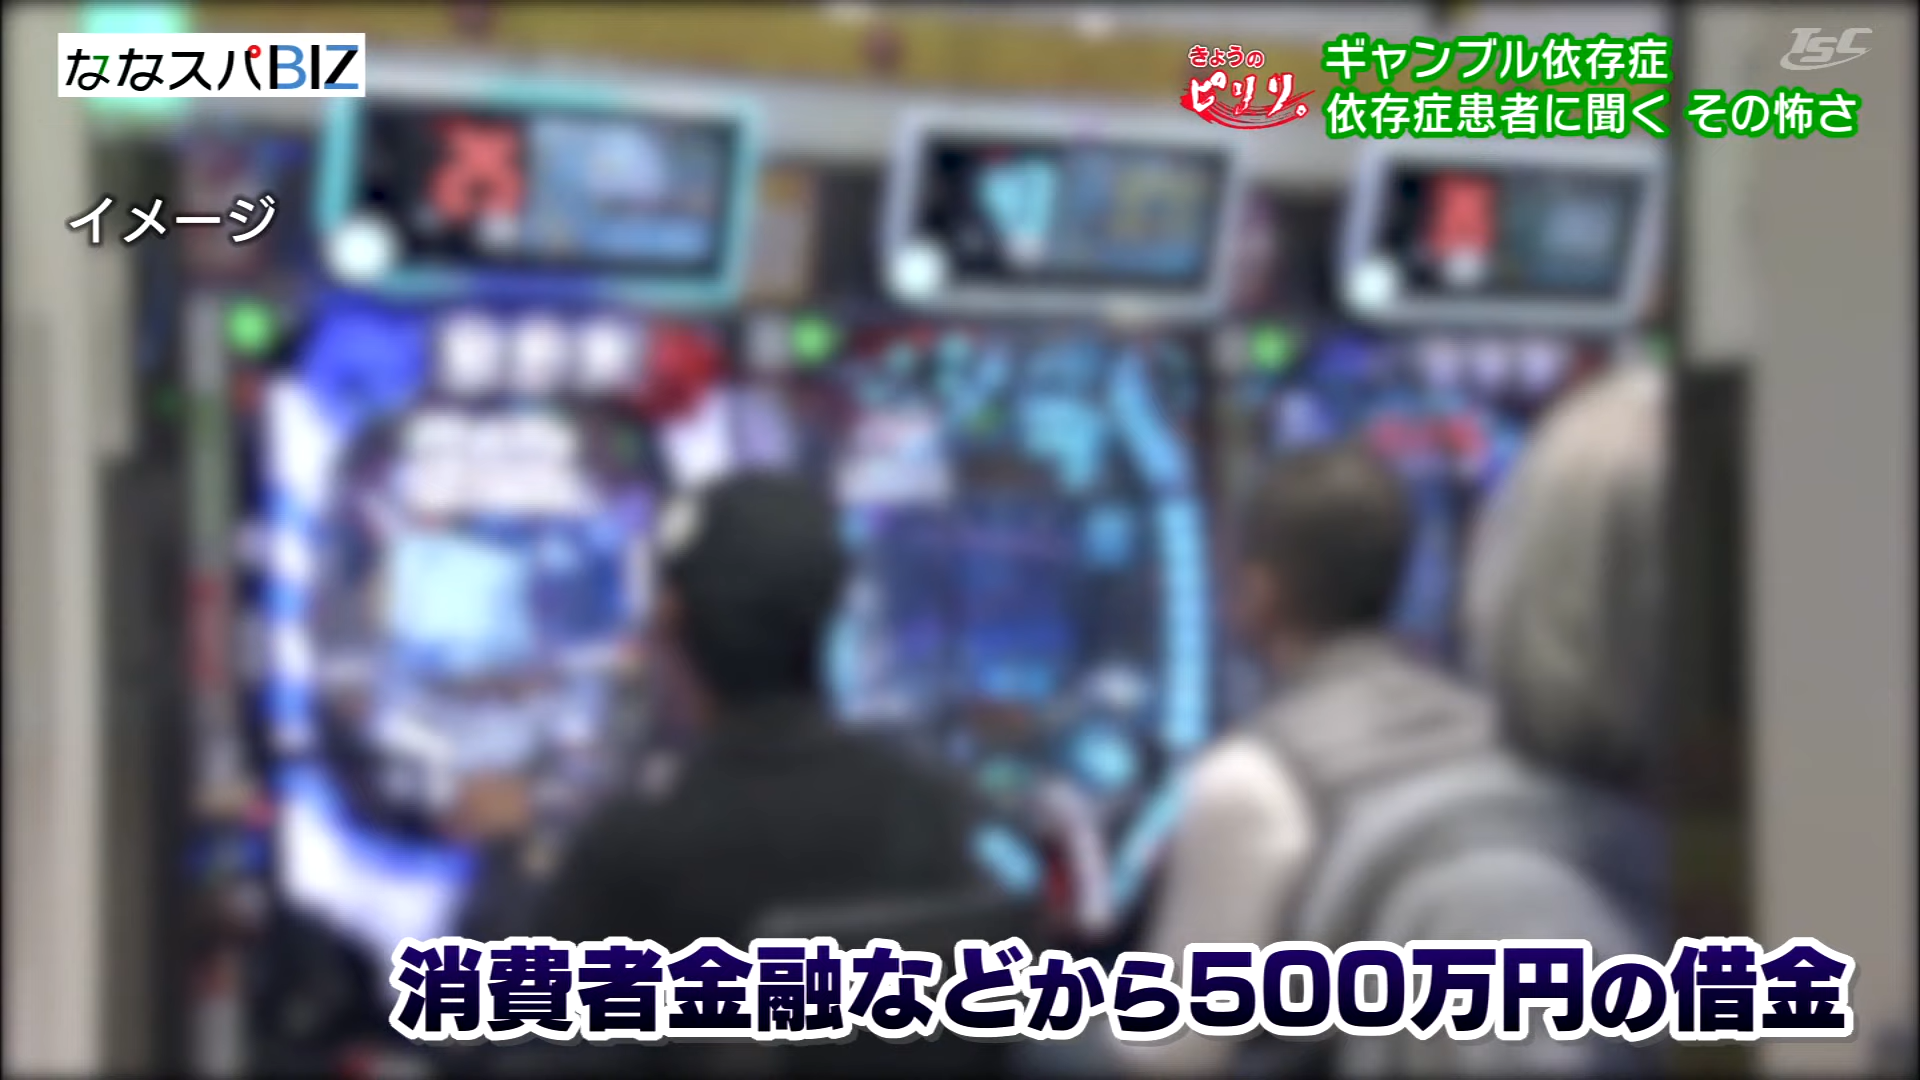 ななスパBIZ
きょうの
ピリリ。
ギャンブル依存症
依存症患者に聞く その怖さ
TSC
イメージ
消費者金融などから500万円の借金